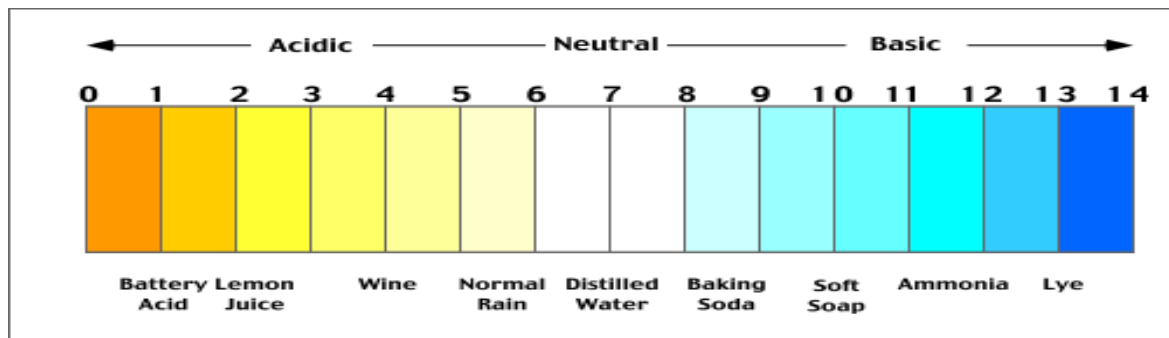 Acidic Neutral Basic
0 1 2 3 4 5 6 7 8 9 10 11 12 13 14
Battery Lemon Wine Normal Distilled Baking Soft Ammonia Lye
Acid Juice Rain Water Soda Soap